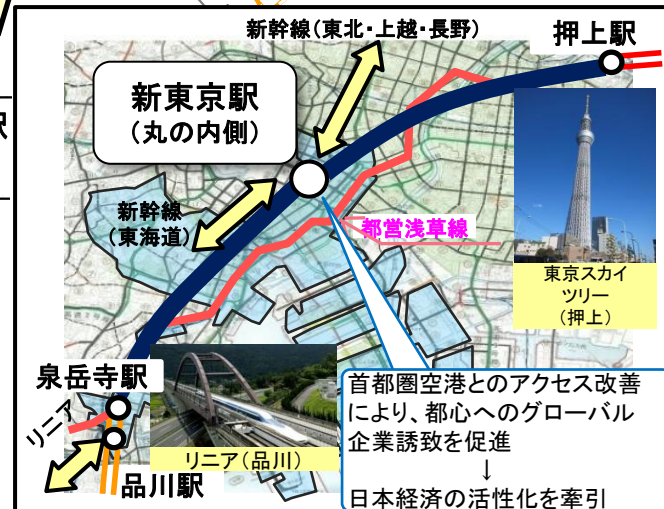 新幹線（東北・上越・長野）
押上駅
新東京駅
（丸の内側）
駅
新幹線
（東海道）
都営浅草線
東京スカイ
ツリー
（押上）
泉岳寺駅
リニア
リニア（品川）
品川駅
首都圏空港とのアクセス改善
により、都心へのグローバル
企業誘致を促進
↓
日本経済の活性化を牽引